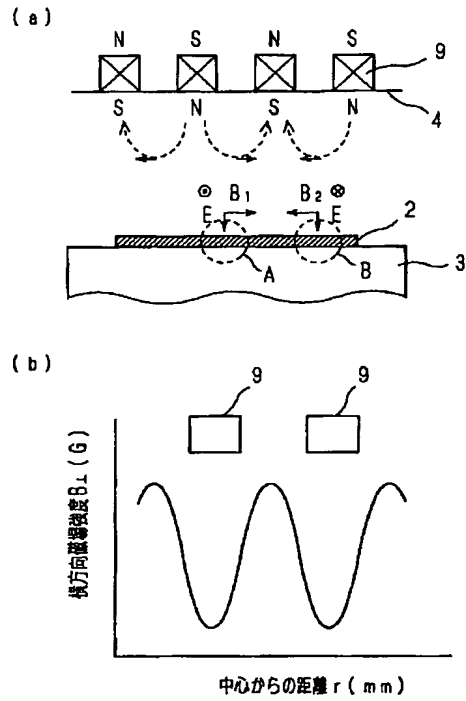 (a)
N S N S
9
S N S N
4
⊙ B₁ B₂ ⊗
E E
2
A B
3
(b)
9 9
横方向磁場強度B⊥(G)
中心からの距離r(mm)